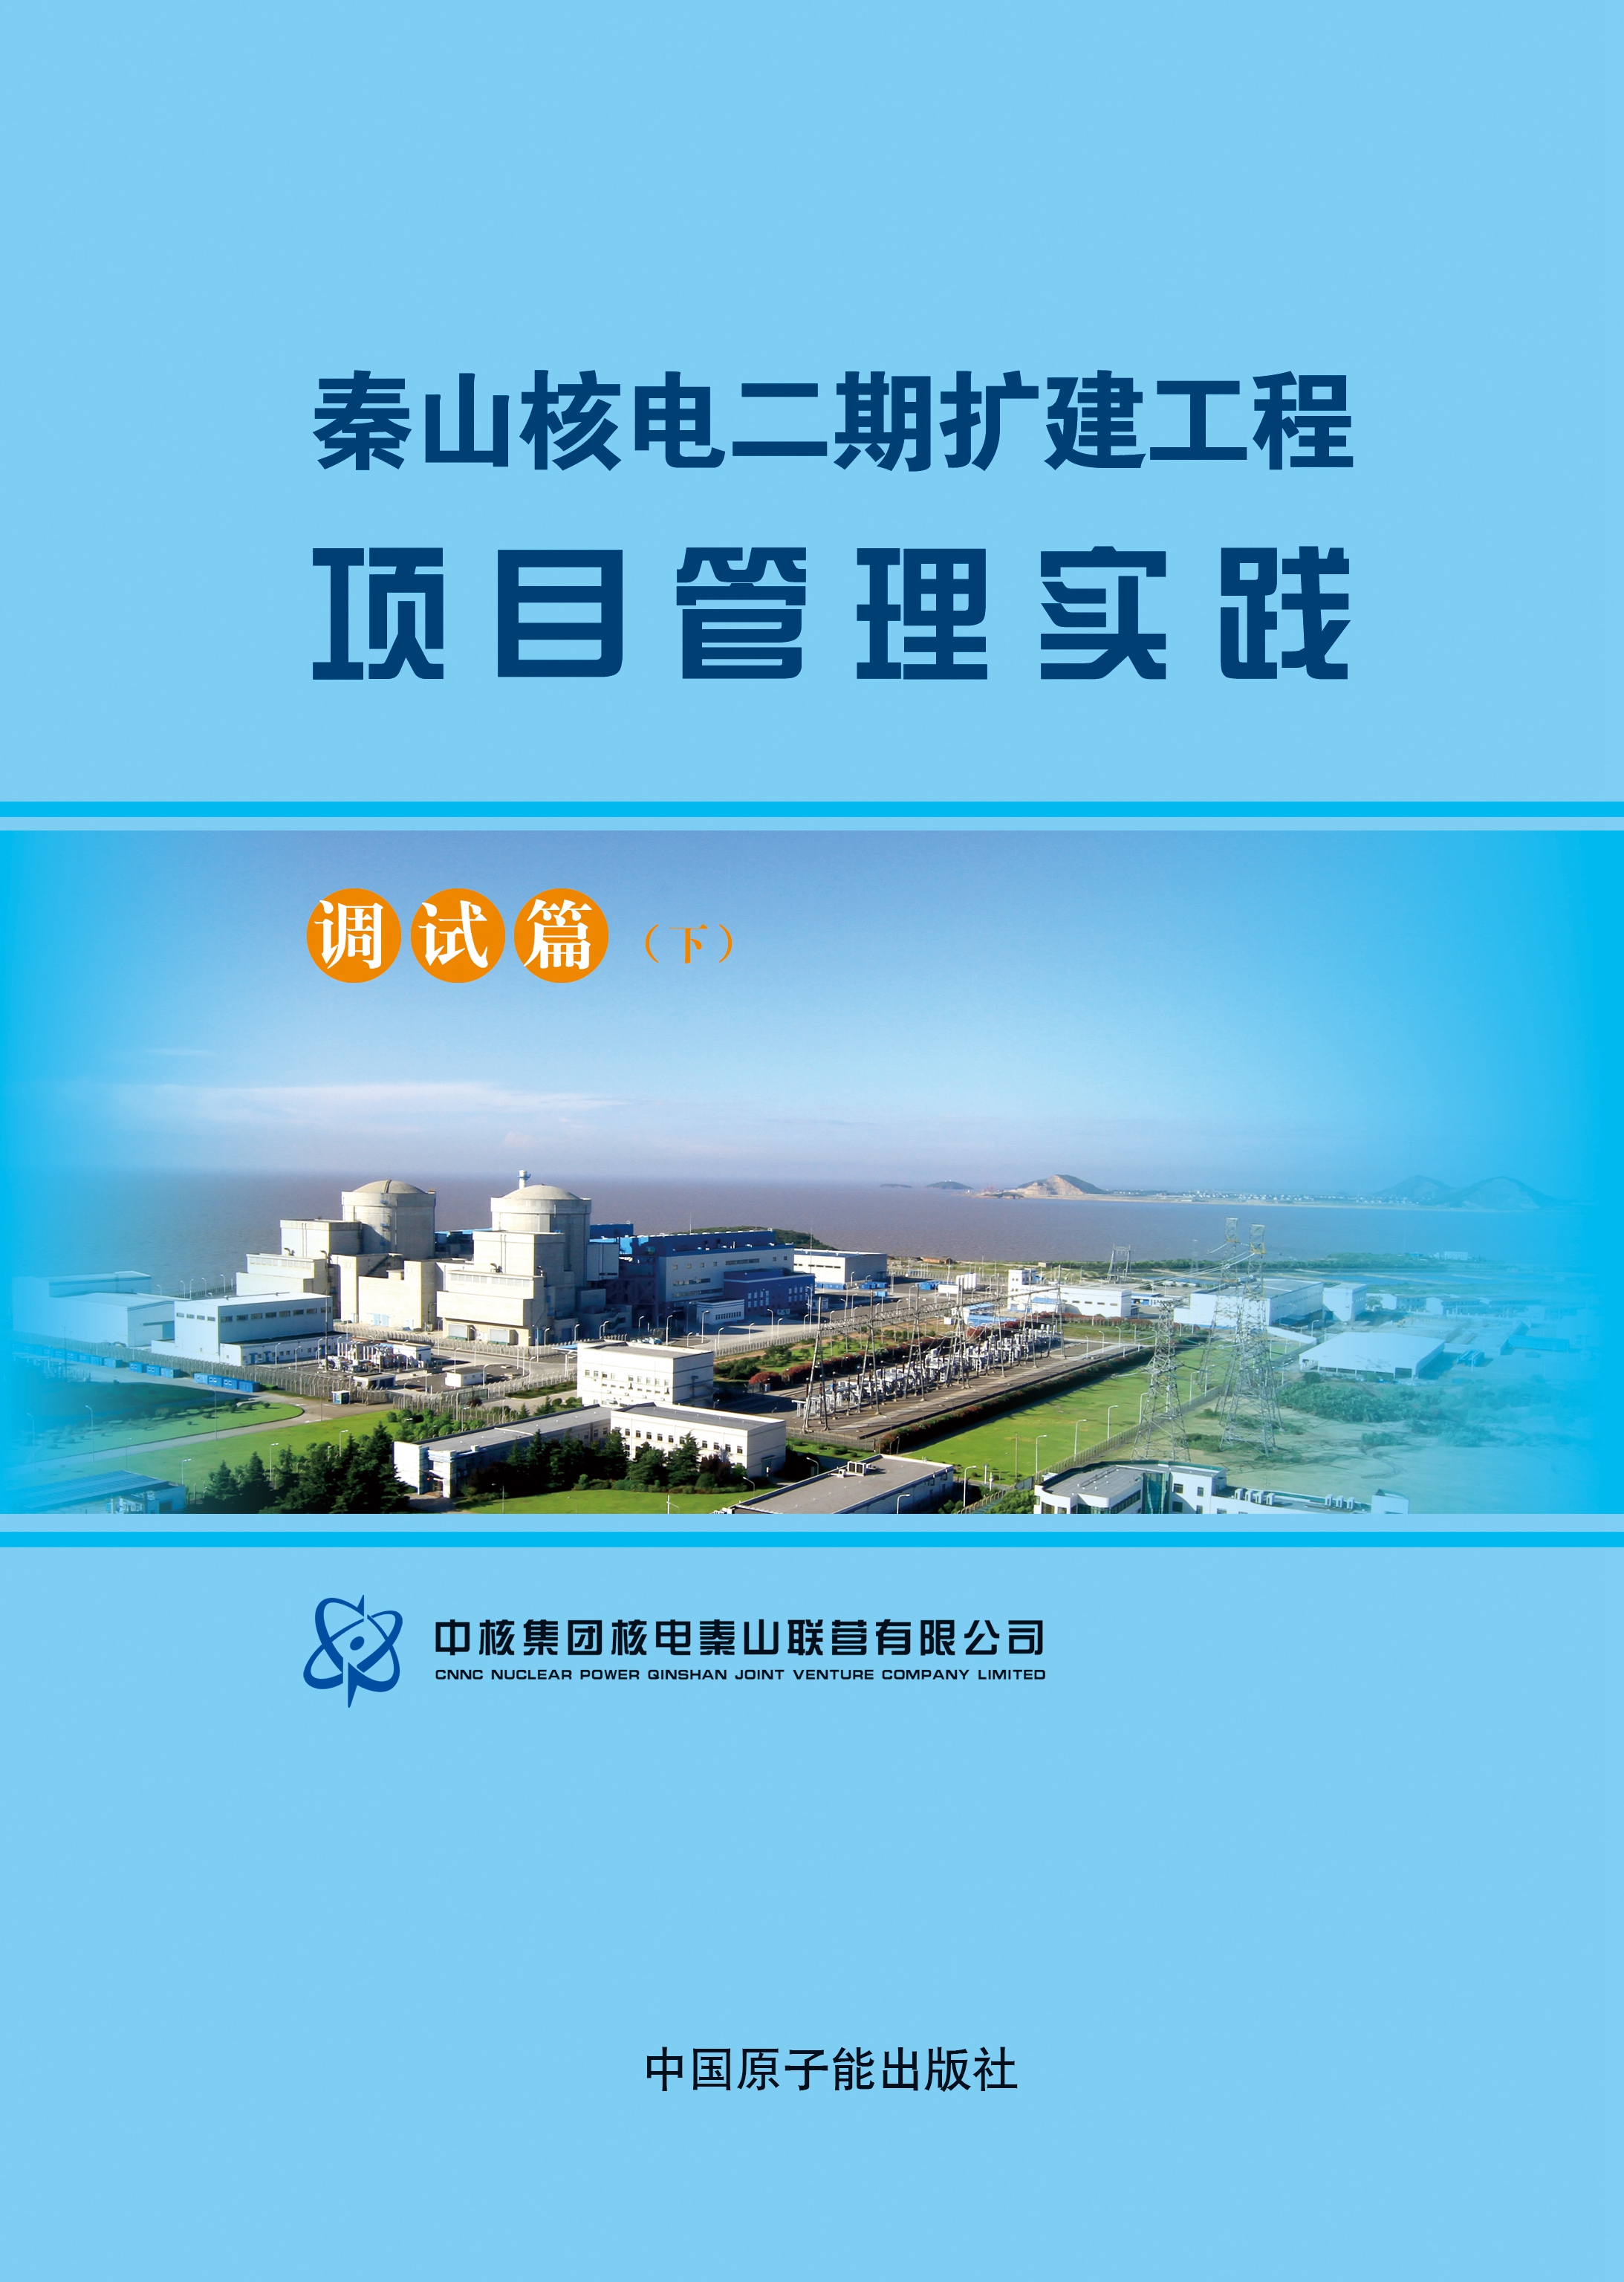 秦山核电二期扩建工程
项目管理实践
调试篇（下）
中核集团核电秦山联营有限公司
CNNC NUCLEAR POWER QINSHAN JOINT VENTURE COMPANY LIMITED
中国原子能出版社